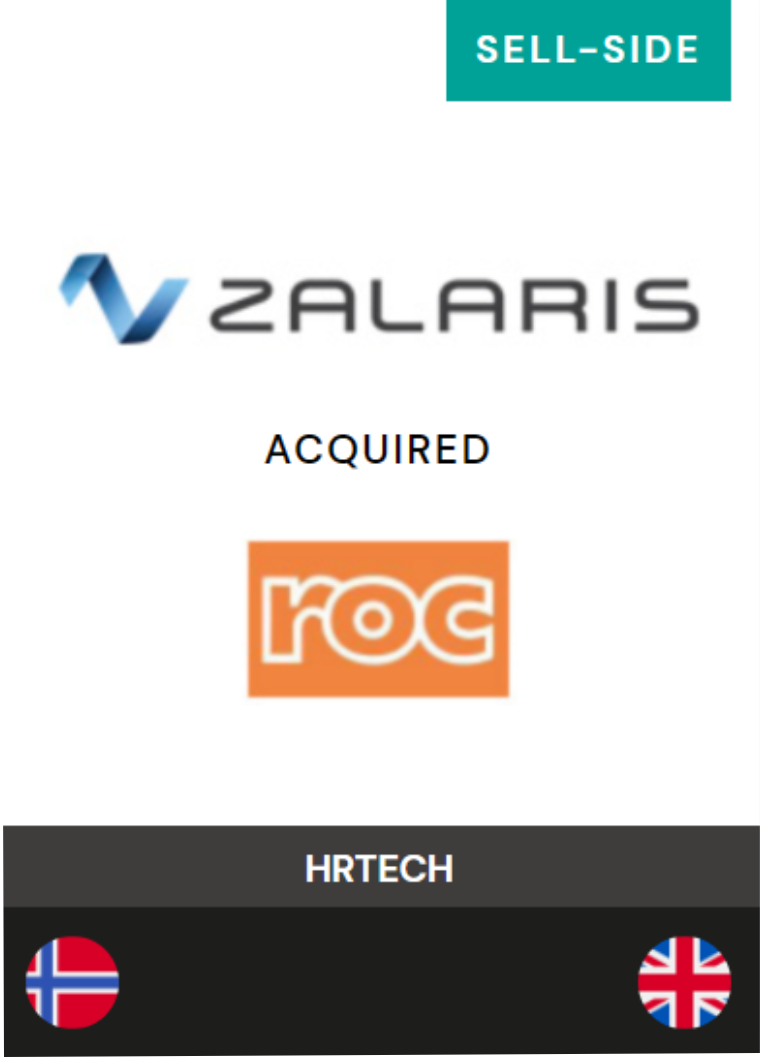 SELL-SIDE
ZALARIS
ACQUIRED
roc
HRTECH